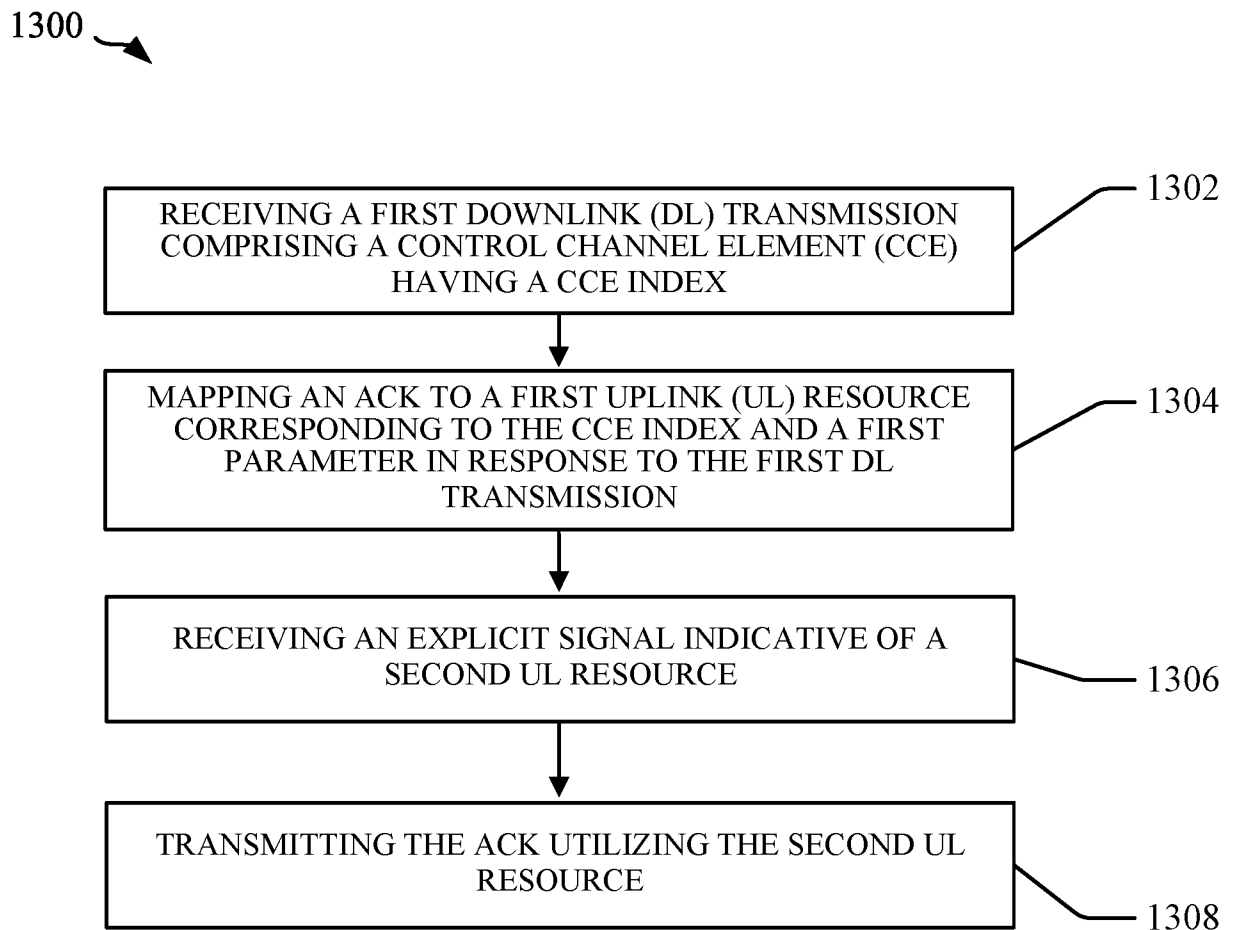 1300
RECEIVING A FIRST DOWNLINK (DL) TRANSMISSION
COMPRISING A CONTROL CHANNEL ELEMENT (CCE)
HAVING A CCE INDEX
1302
MAPPING AN ACK TO A FIRST UPLINK (UL) RESOURCE
CORRESPONDING TO THE CCE INDEX AND A FIRST
PARAMETER IN RESPONSE TO THE FIRST DL
TRANSMISSION
1304
RECEIVING AN EXPLICIT SIGNAL INDICATIVE OF A
SECOND UL RESOURCE
1306
TRANSMITTING THE ACK UTILIZING THE SECOND UL
RESOURCE
1308